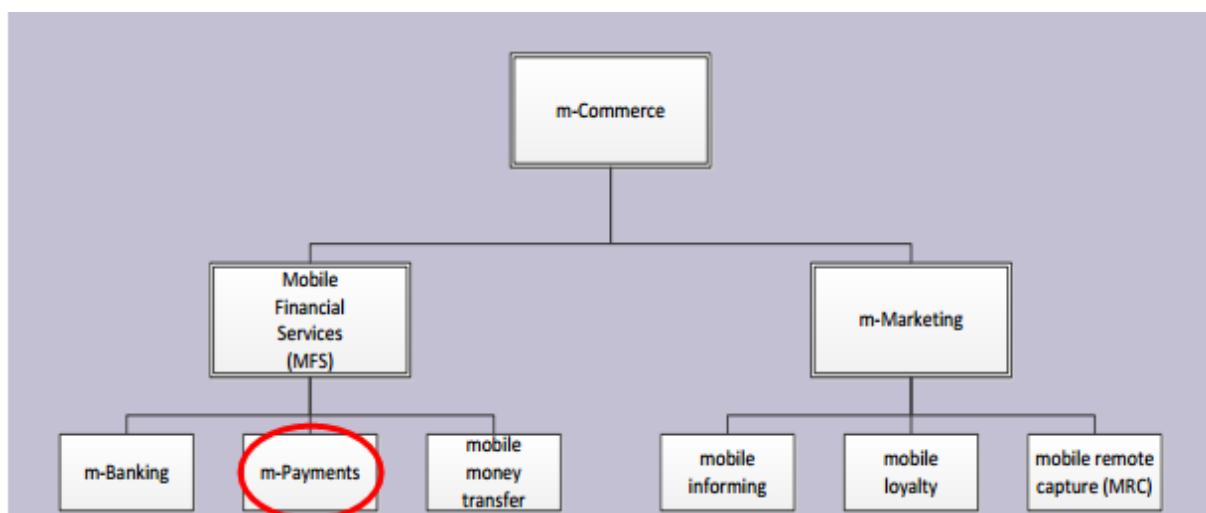 m-Commerce
Mobile
Financial
Services
(MFS)
m-Marketing
m-Banking
m-Payments
mobile
money
transfer
mobile
informing
mobile
loyalty
mobile remote
capture (MRC)